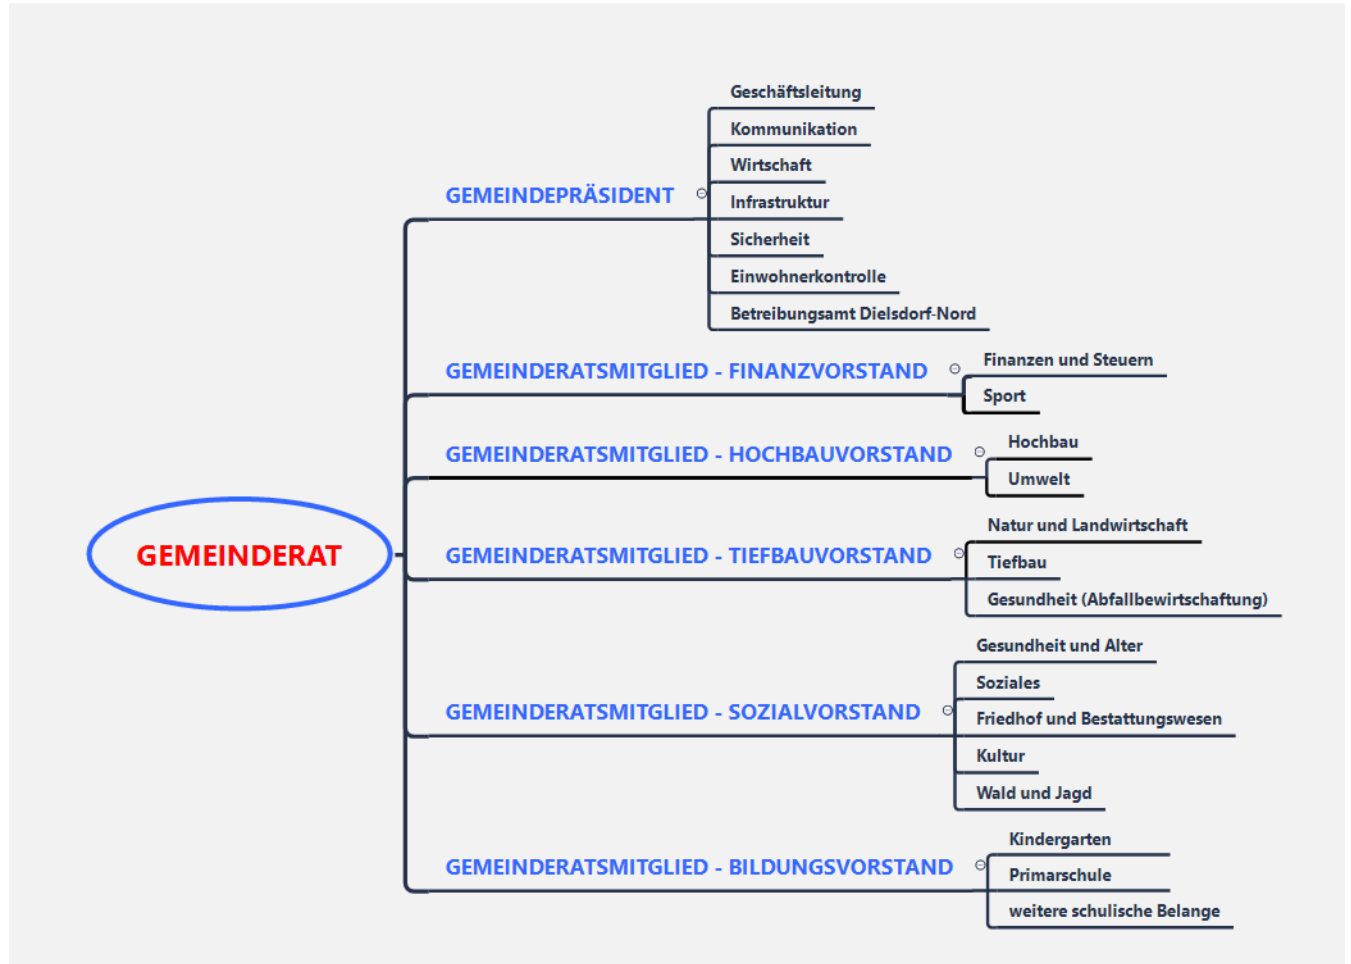 GEMEINDERAT
GEMEINDEPRÄSIDENT
Geschäftsleitung
Kommunikation
Wirtschaft
Infrastruktur
Sicherheit
Einwohnerkontrolle
Betreibungsamt Dielsdorf-Nord
GEMEINDERATSMITGLIED - FINANZVORSTAND
Finanzen und Steuern
Sport
GEMEINDERATSMITGLIED - HOCHBAUVORSTAND
Hochbau
Umwelt
GEMEINDERATSMITGLIED - TIEFBAUVORSTAND
Natur und Landwirtschaft
Tiefbau
Gesundheit (Abfallbewirtschaftung)
GEMEINDERATSMITGLIED - SOZIALVORSTAND
Gesundheit und Alter
Soziales
Friedhof und Bestattungswesen
Kultur
Wald und Jagd
GEMEINDERATSMITGLIED - BILDUNGSVORSTAND
Kindergarten
Primarschule
weitere schulische Belange